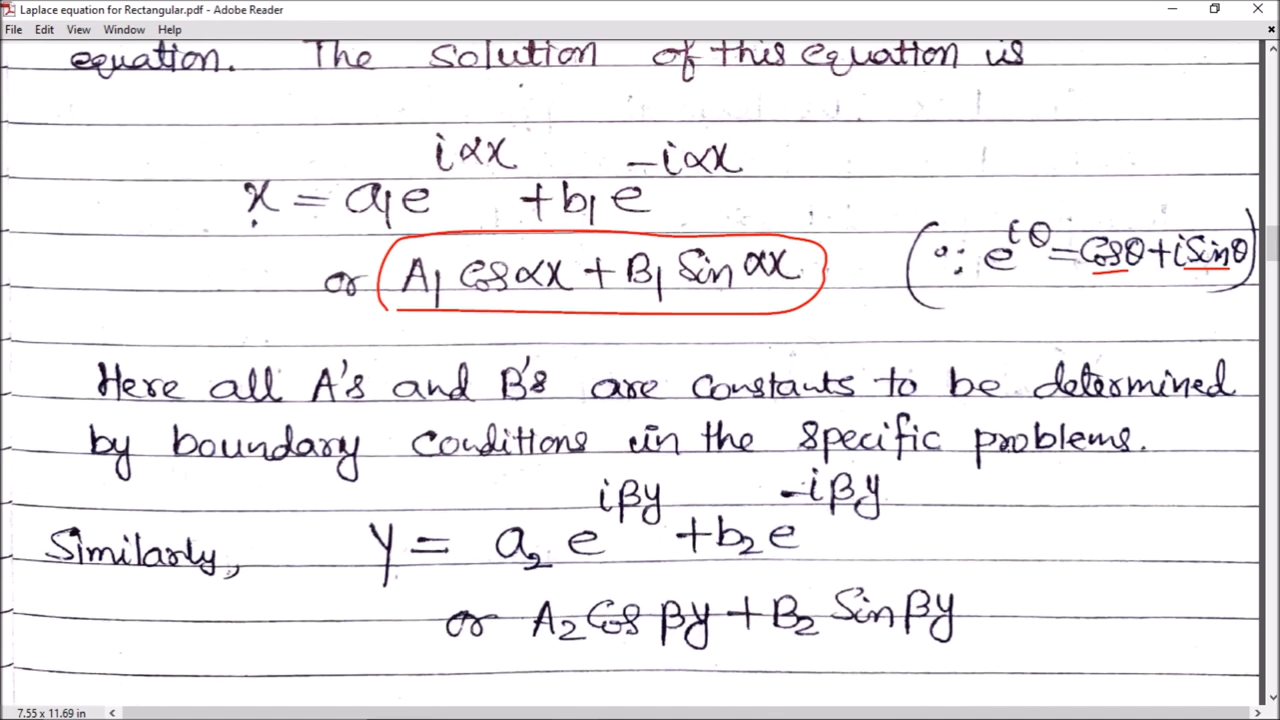 Laplace equation for Rectangular.pdf - Adobe Reader
File Edit View Window Help
equation. The solution of this equation is
x = a₁e^{iαx} + b₁e^{-iαx}
or A₁ Cosαx + B₁ Sin αx (∵ e^{iθ} = Cosθ + i Sinθ)
Here all A's and B's are constants to be determined
by boundary conditions in the specific problems.
Similarly, Y = a₂ e^{iβy} + b₂ e^{-iβy}
or A₂ Cos βy + B₂ Sin βy
7.55 x 11.69 in